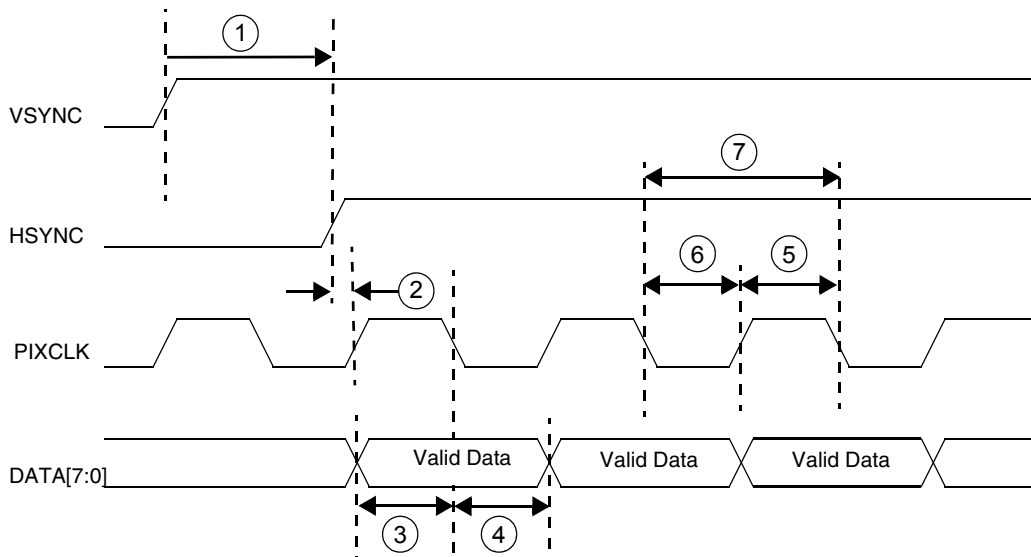 1
VSYNC
7
HSYNC
6
5
2
PIXCLK
Valid Data
Valid Data
Valid Data
DATA[7:0]
3
4